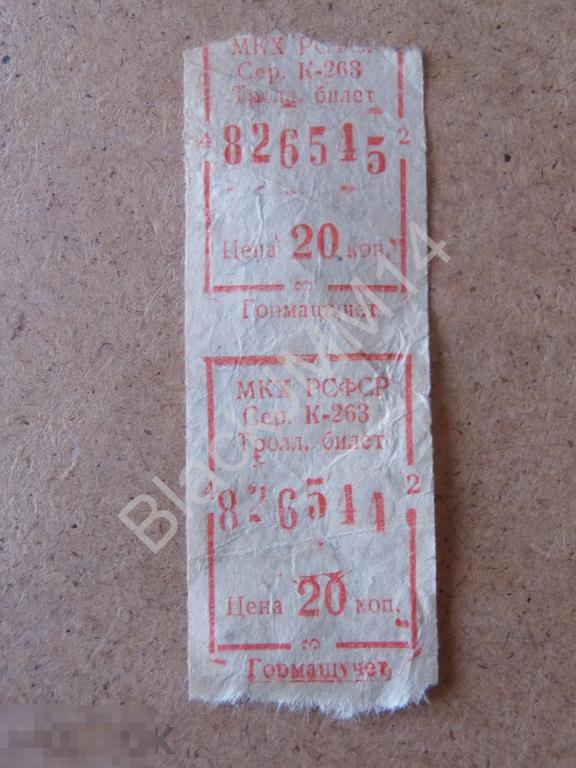 МКХ РСФСР
Сер. К-263
Тролл. билет
4 826545 2
Цена 20 коп.
Гормашучет.
МКХ РСФСР
Сер. К-263
Тролл. билет
4 826544 2
Цена 20 коп.
Гормашучет.